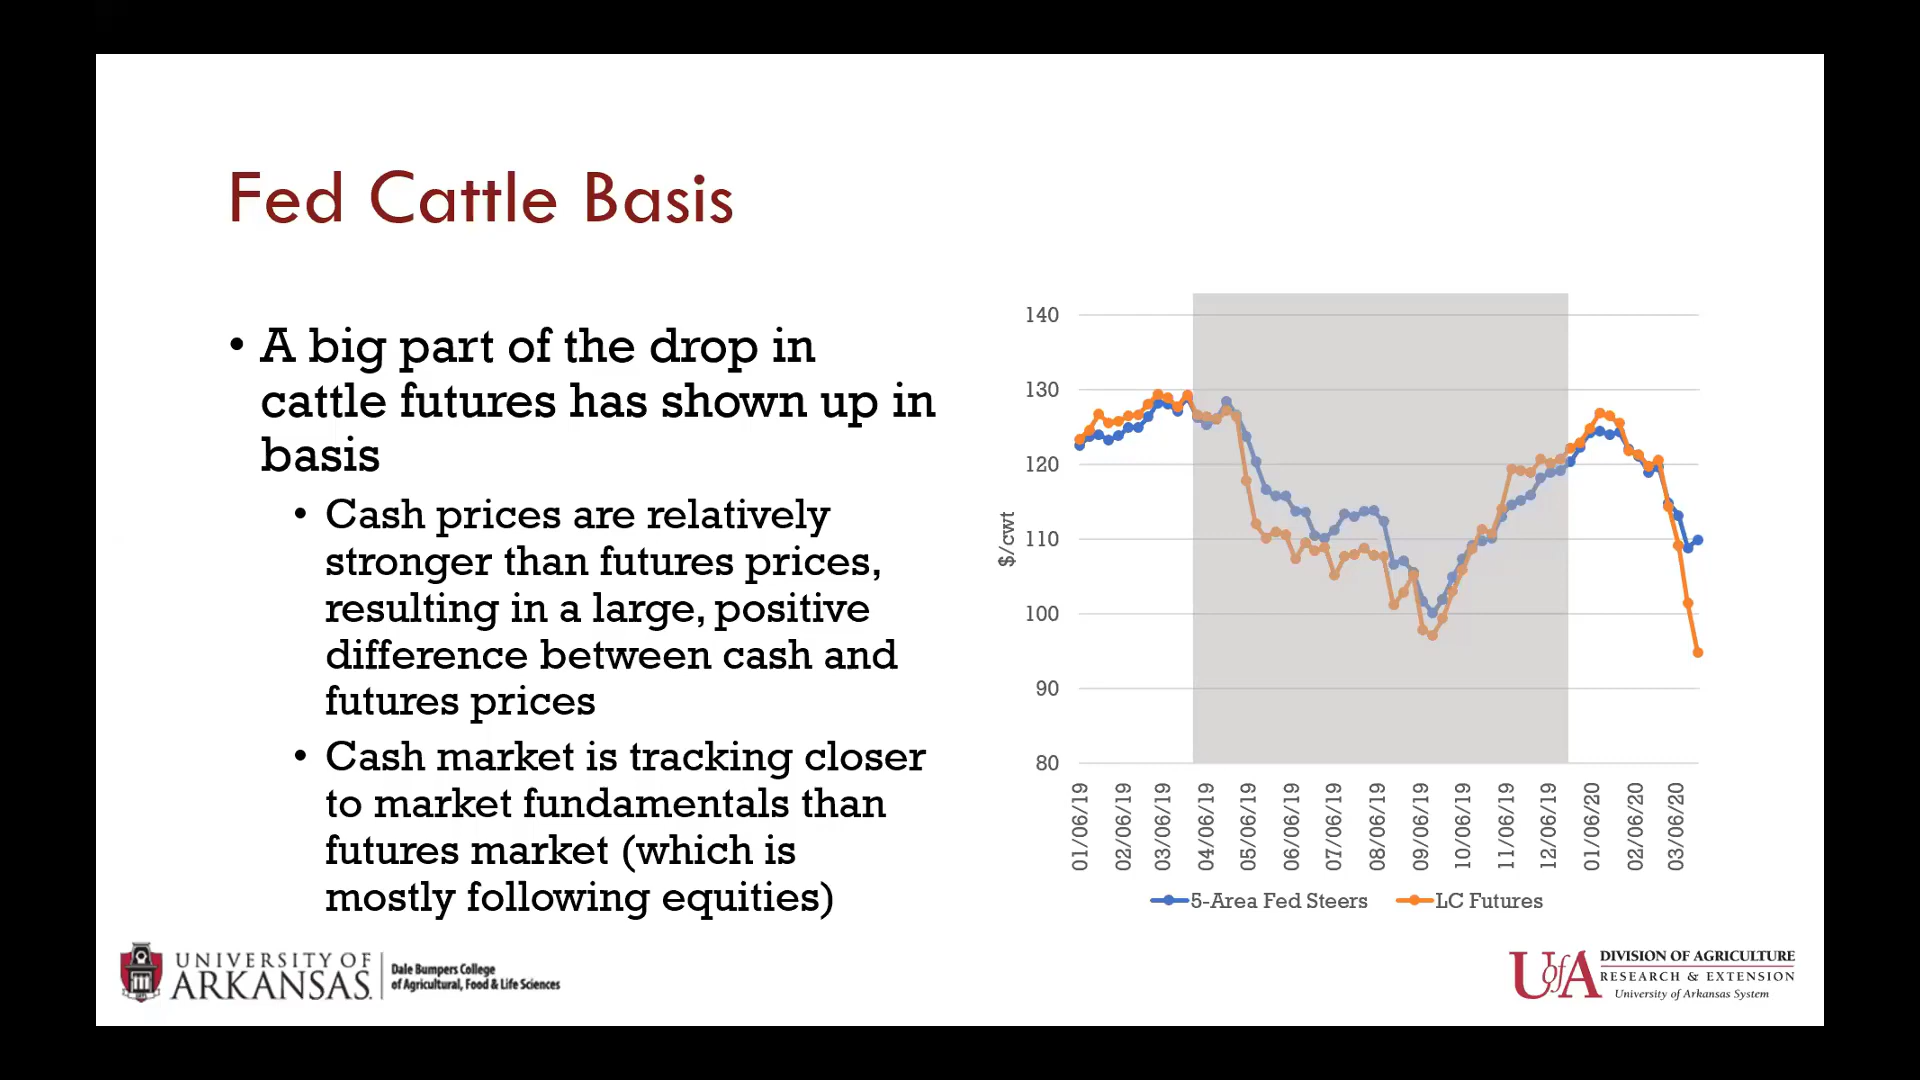 Fed Cattle Basis
• A big part of the drop in
cattle futures has shown up in
basis
• Cash prices are relatively
stronger than futures prices,
resulting in a large, positive
difference between cash and
futures prices
• Cash market is tracking closer
to market fundamentals than
futures market (which is
mostly following equities)
140
130
120
110
100
90
80
$/cwt
01/06/19
02/06/19
03/06/19
04/06/19
05/06/19
06/06/19
07/06/19
08/06/19
09/06/19
10/06/19
11/06/19
12/06/19
01/06/20
02/06/20
03/06/20
5-Area Fed Steers
LC Futures
UNIVERSITY OF
ARKANSAS
Dale Bumpers College
of Agricultural, Food & Life Sciences
UofA
DIVISION OF AGRICULTURE
RESEARCH & EXTENSION
University of Arkansas System